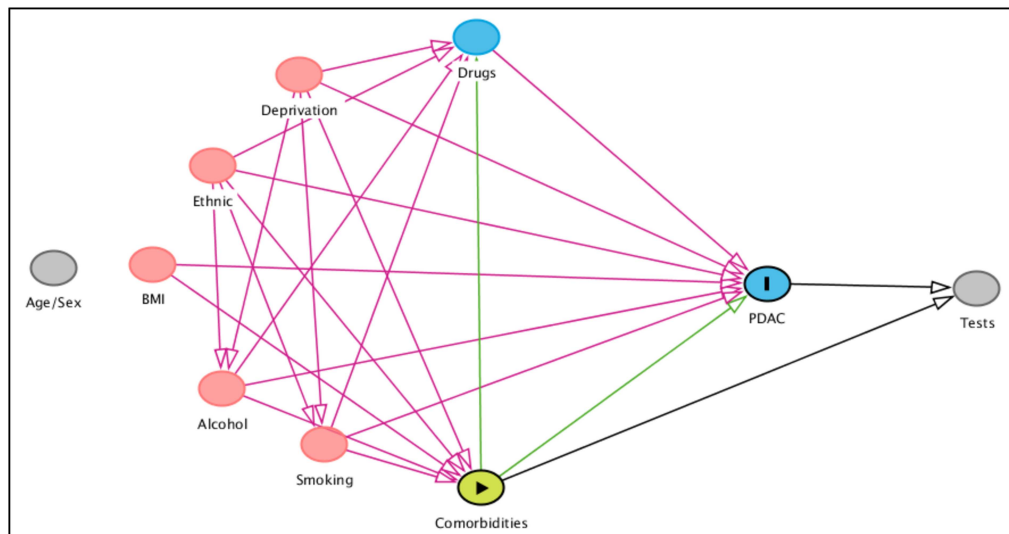 Drugs
Deprivation
Ethnic
Age/Sex
BMI
PDAC
Tests
Alcohol
Smoking
Comorbidities